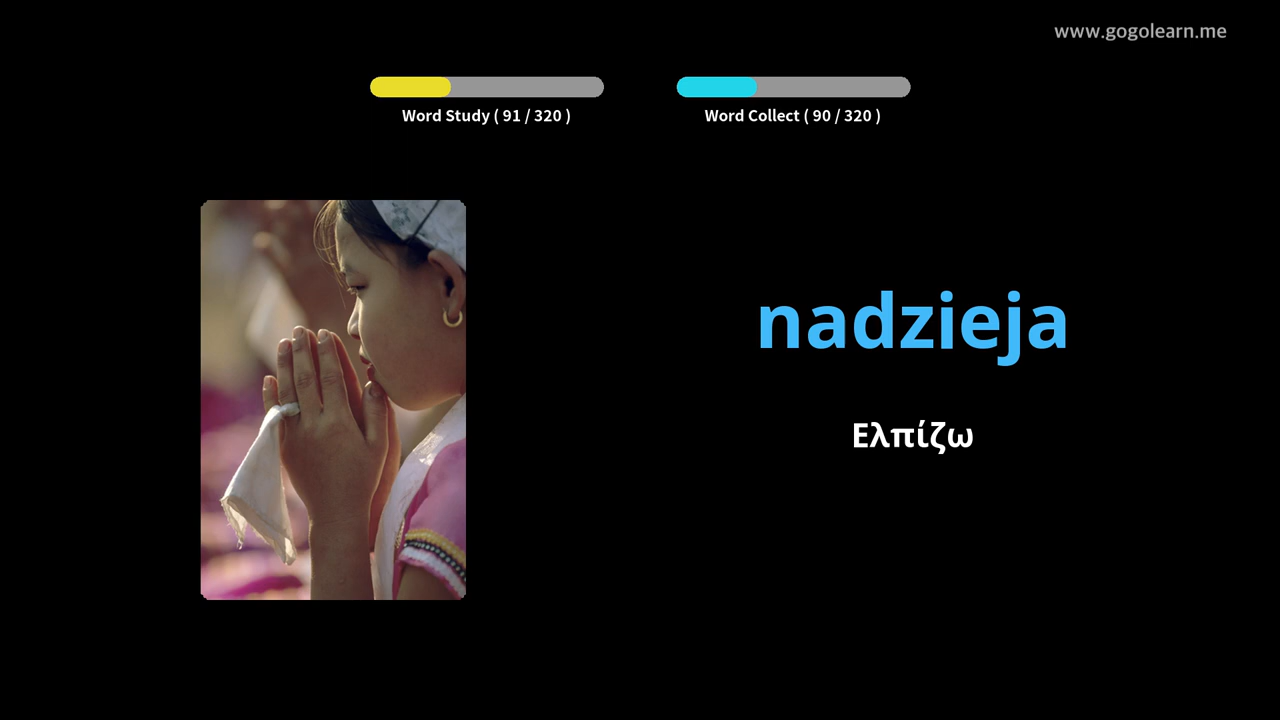 www.gogolearn.me
Word Study ( 91 / 320 )
Word Collect ( 90 / 320 )
nadzieja
Ελπίζω